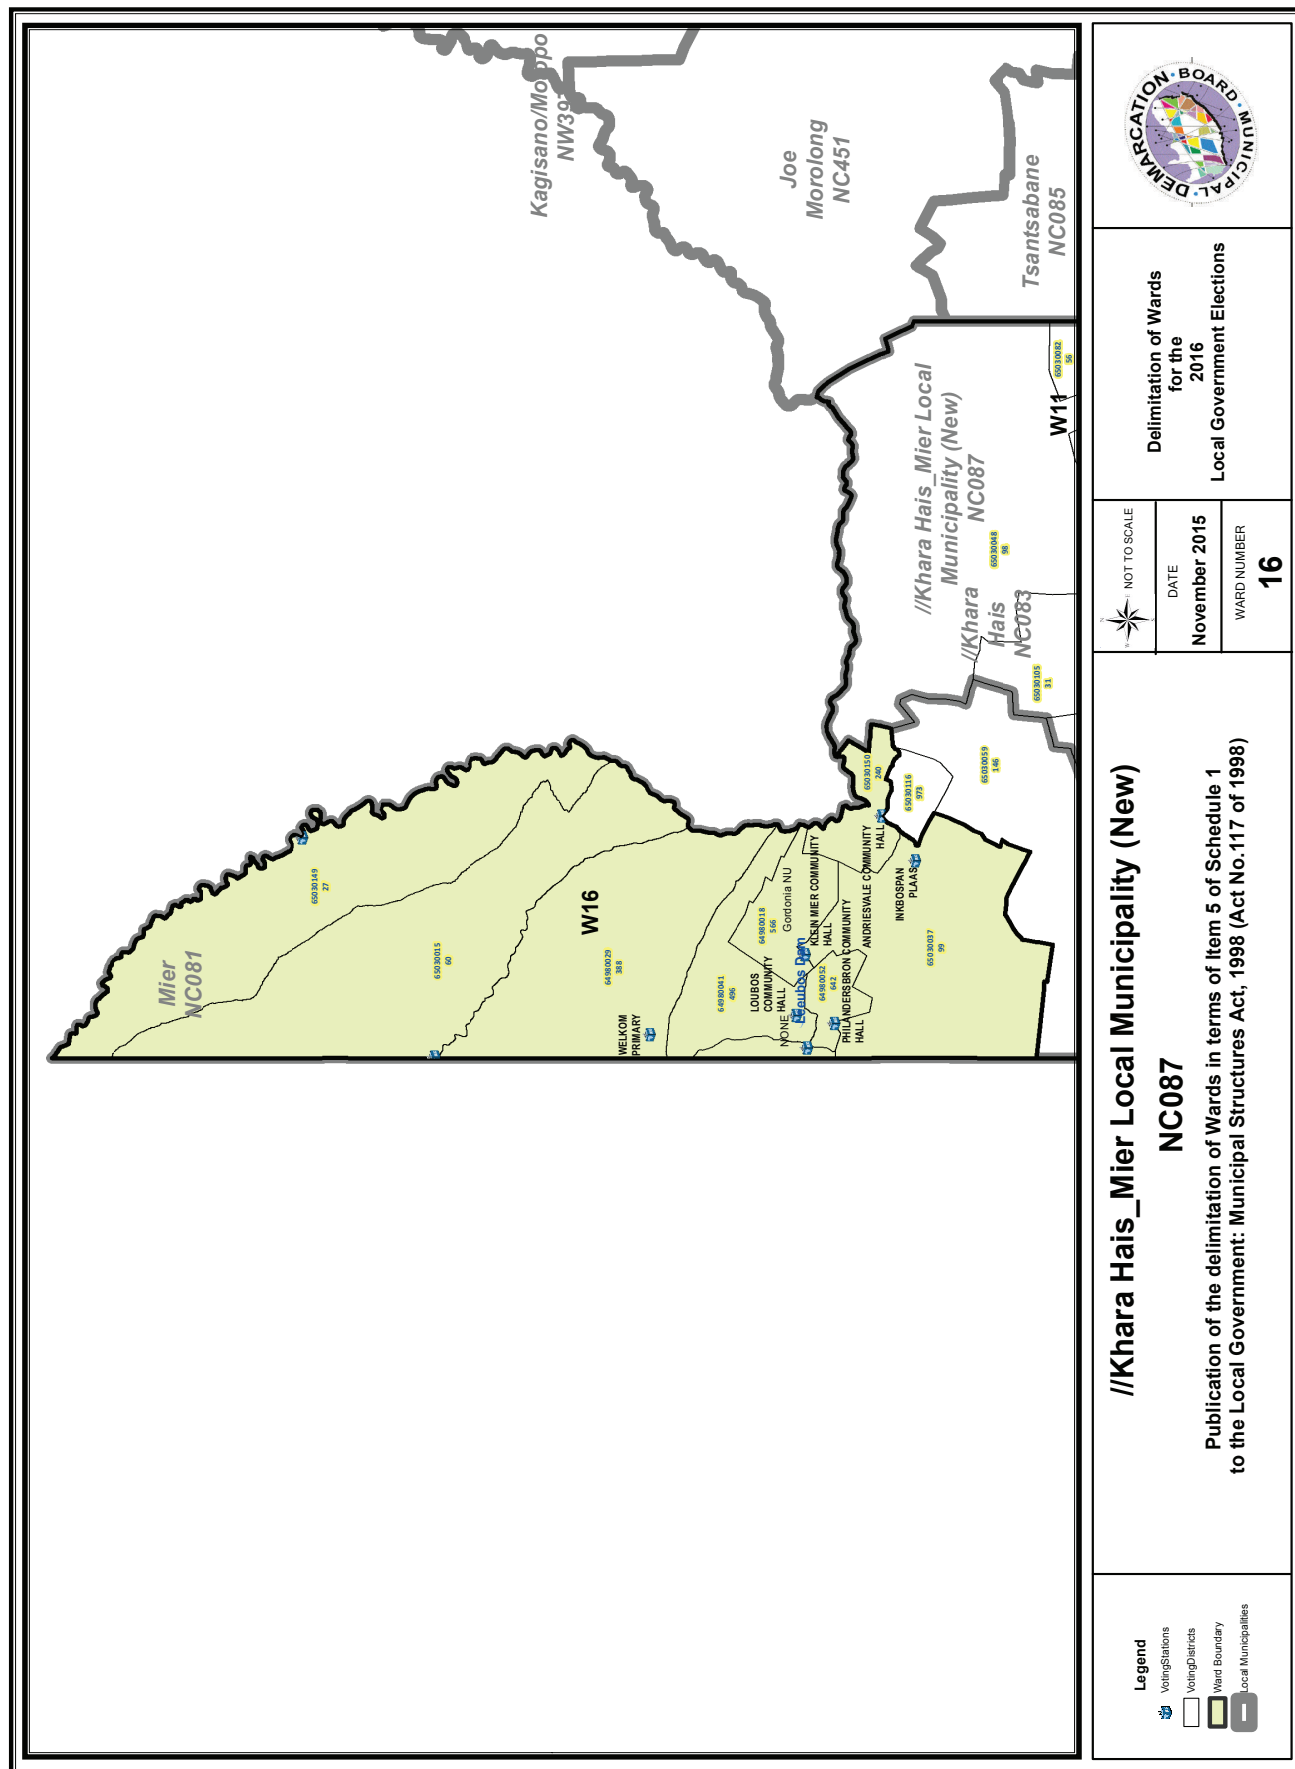 Kagisano/Molopo
Joe
Morolong
NC451
Tsantsabane
NC085
//Khara Hais_Mier Local
Municipality (New)
NC087
//Khara
Hais
NC083
Mier
NC081
W16
W11
65030149
27
65030015
60
64980029
388
64980041
496
64980018
566
64980052
642
65030037
99
65030150
240
65030116
973
65030059
146
65030105
31
65030048
98
65030082
56
WELKOM
PRIMARY
LOUBOS
COMMUNITY
HALL
NONE
Gordonia NU
KLEIN MIER COMMUNITY
HALL
PHILANDERSBRON COMMUNITY
HALL
ANDRIESVALE COMMUNITY
HALL
INKBOSPAN
PLAAS
Legend
VotingStations
VotingDistricts
Ward Boundary
Local Municipalities
//Khara Hais_Mier Local Municipality (New)
NC087
Publication of the delimitation of Wards in terms of Item 5 of Schedule 1
to the Local Government: Municipal Structures Act, 1998 (Act No.117 of 1998)
NOT TO SCALE
DATE
November 2015
WARD NUMBER
16
Delimitation of Wards
for the
2016
Local Government Elections
MUNICIPAL • DEMARCATION • BOARD •